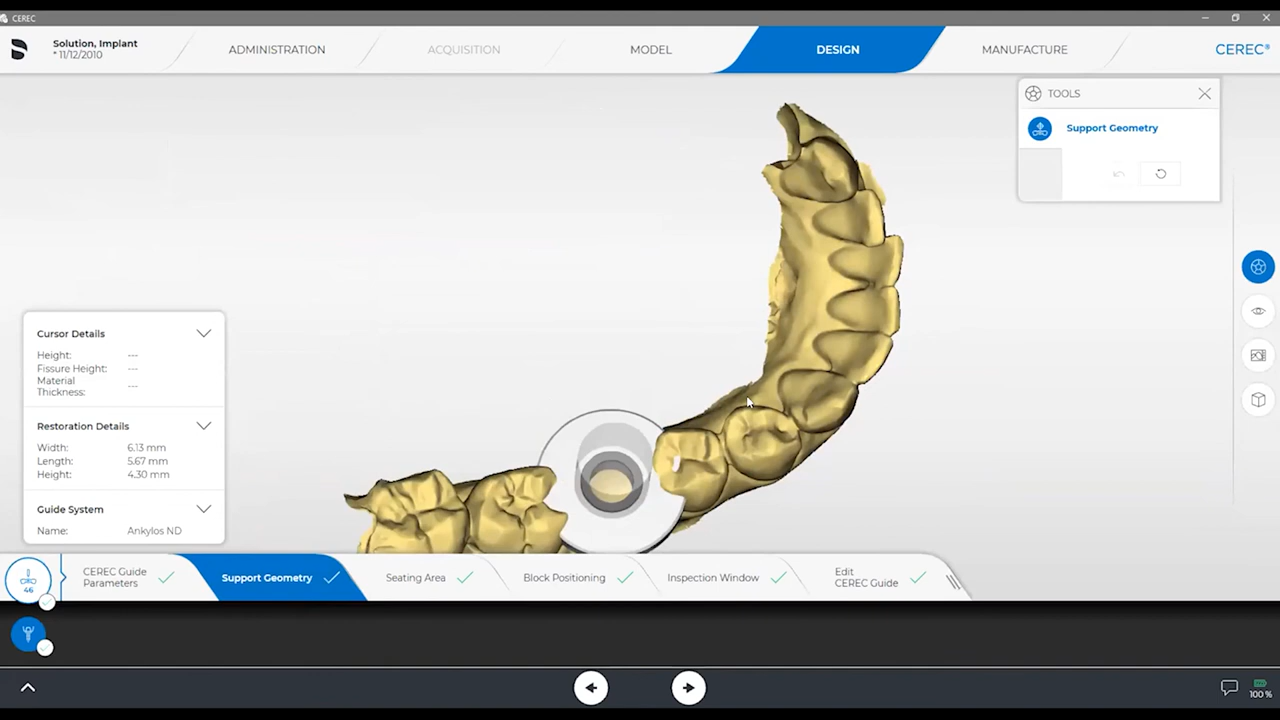 CEREC
Solution, Implant
* 11/12/2010
ADMINISTRATION
ACQUISITION
MODEL
DESIGN
MANUFACTURE
CEREC®
TOOLS
Support Geometry
Cursor Details
Height: ---
Fissure Height: ---
Material
Thickness: ---
Restoration Details
Width: 6.13 mm
Length: 5.67 mm
Height: 4.30 mm
Guide System
Name: Ankylos ND
46
CEREC Guide
Parameters
Support Geometry
Seating Area
Block Positioning
Inspection Window
Edit
CEREC Guide
100 %